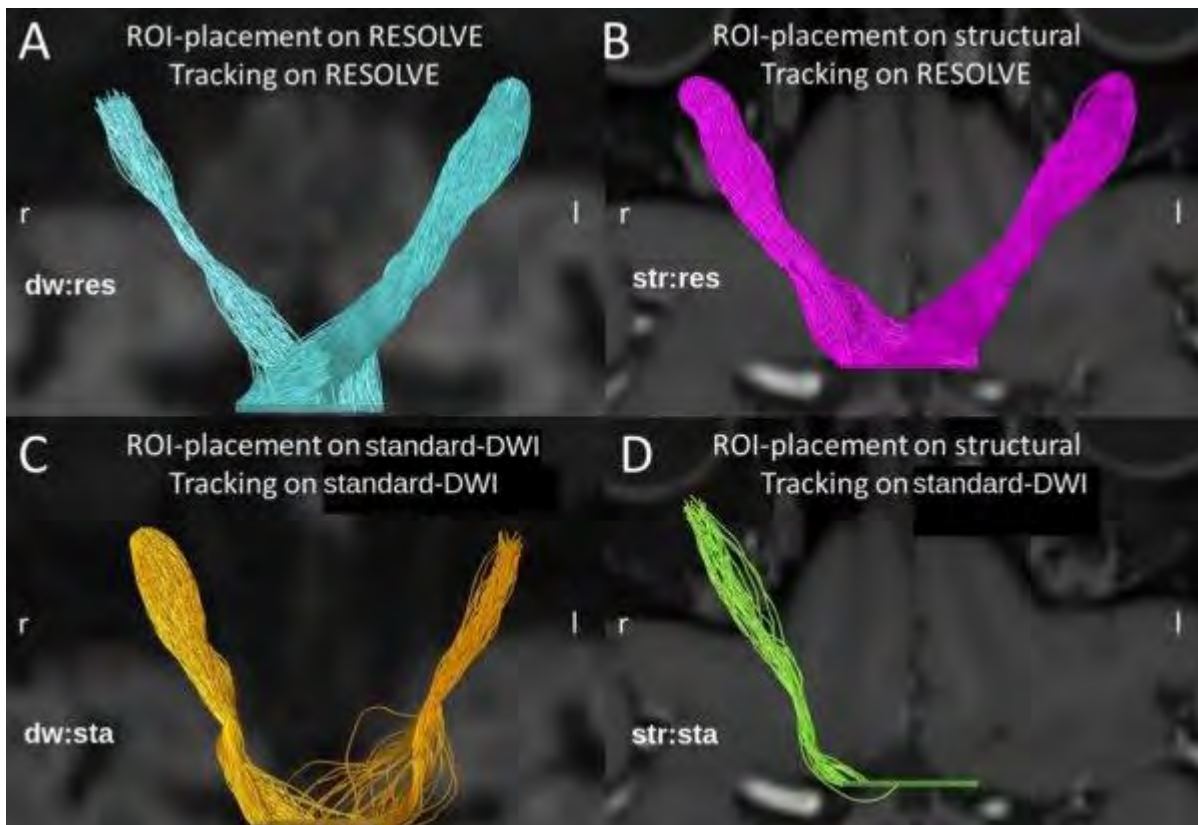 A
ROI-placement on RESOLVE
Tracking on RESOLVE
r
l
dw:res
B
ROI-placement on structural
Tracking on RESOLVE
r
l
str:res
C
ROI-placement on standard-DWI
Tracking on standard-DWI
r
l
dw:sta
D
ROI-placement on structural
Tracking on standard-DWI
r
l
str:sta